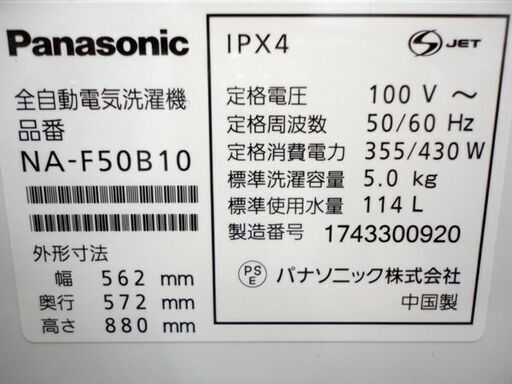 Panasonic
全自動電気洗濯機
品番
NA-F50B10
外形寸法
幅 562 mm
奥行 572 mm
高さ 880 mm
IPX4
S JET
定格電圧 100 V ～
定格周波数 50/60 Hz
定格消費電力 355/430 W
標準洗濯容量 5.0 kg
標準使用水量 114 L
製造番号 1743300920
PS
E
パナソニック株式会社
中国製